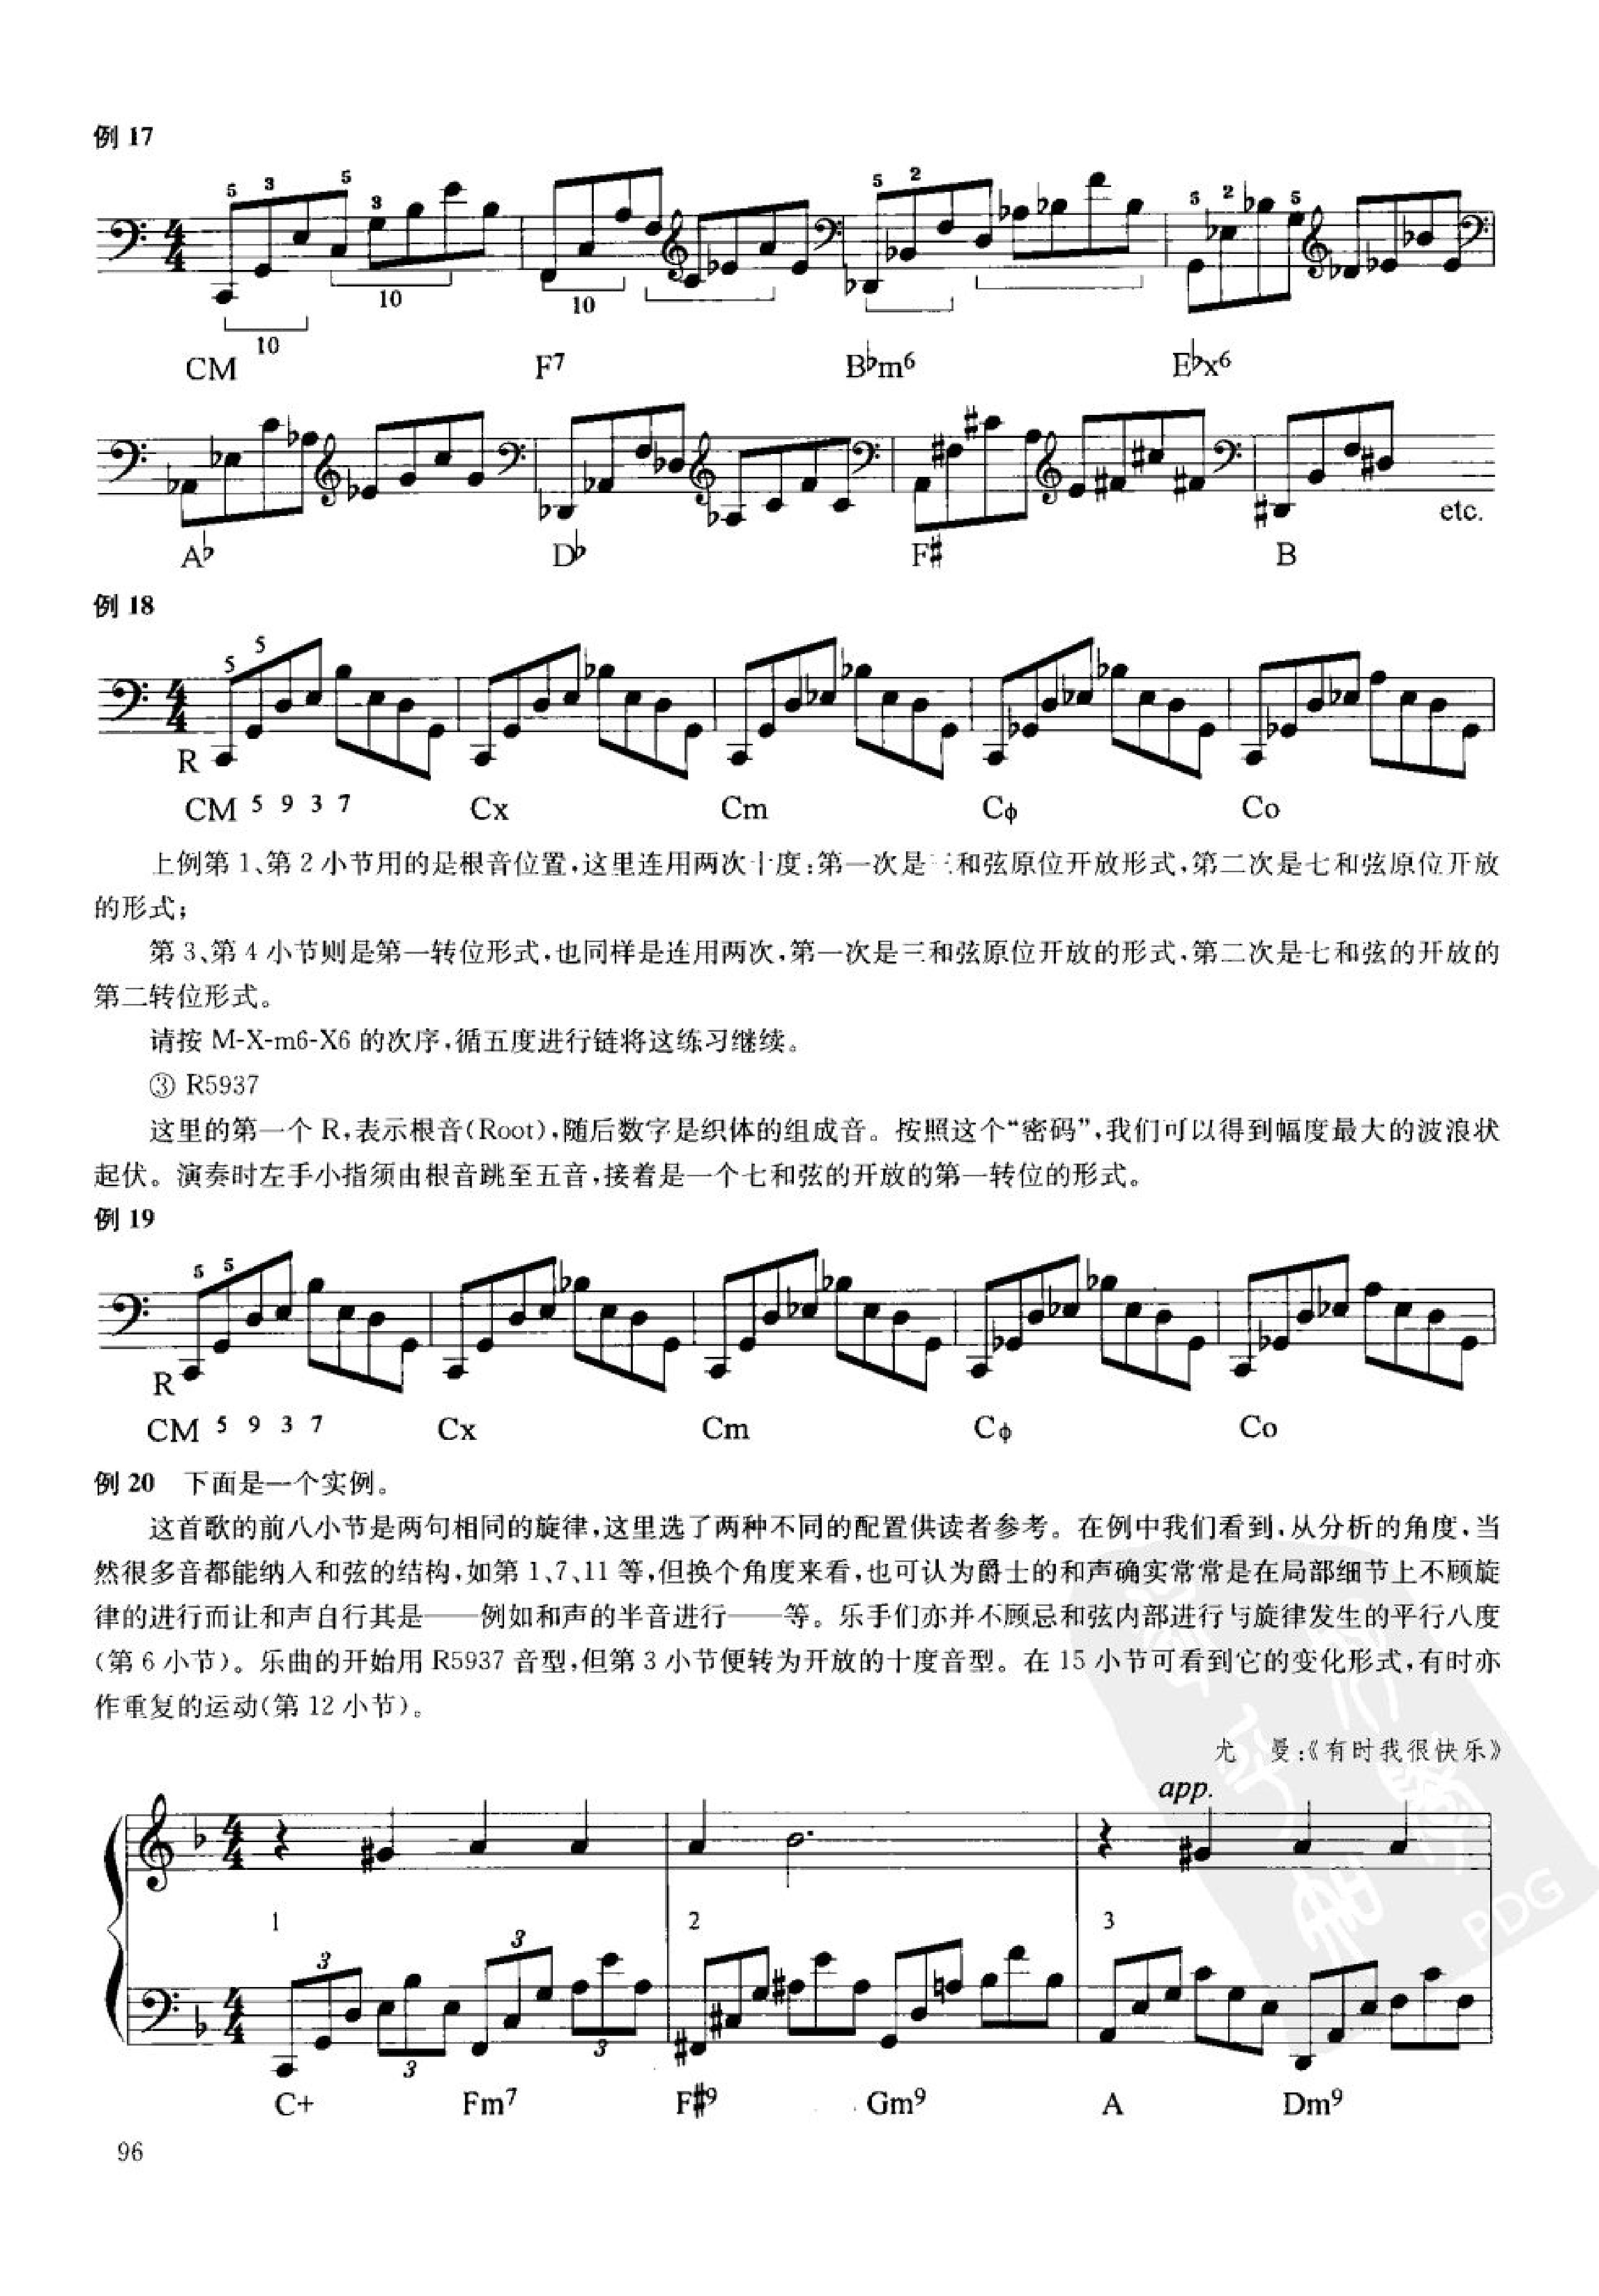 例 17
5 3 5 3 5 2 5 2 5
10 10 10
CM F7 B♭m6 E♭x6
etc.
A♭ D♭ F# B
例 18
5 5
R
CM 5 9 3 7 Cx Cm Cφ Co
上例第 1、第 2 小节用的是根音位置,这里连用两次十度:第一次是三和弦原位开放形式,第二次是七和弦原位开放
的形式;
第 3、第 4 小节则是第一转位形式,也同样是连用两次,第一次是三和弦原位开放的形式,第二次是七和弦的开放的
第二转位形式。
请按 M-X-m6-X6 的次序,循五度进行链将这练习继续。
③ R5937
这里的第一个 R,表示根音(Root),随后数字是织体的组成音。按照这个“密码”,我们可以得到幅度最大的波浪状
起伏。演奏时左手小指须由根音跳至五音,接着是一个七和弦的开放的第一转位的形式。
例 19
5 5
R
CM 5 9 3 7 Cx Cm Cφ Co
例 20 下面是一个实例。
这首歌的前八小节是两句相同的旋律,这里选了两种不同的配置供读者参考。在例中我们看到,从分析的角度,当
然很多音都能纳入和弦的结构,如第 1、7、11 等,但换个角度来看,也可认为爵士的和声确实常常是在局部细节上不顾旋
律的进行而让和声自行其是——例如和声的半音进行——等。乐手们亦并不顾忌和弦内部进行与旋律发生的平行八度
(第 6 小节)。乐曲的开始用 R5937 音型,但第 3 小节便转为开放的十度音型。在 15 小节可看到它的变化形式,有时亦
作重复的运动(第 12 小节)。
尤 曼:《有时我很快乐》
app.
1 2 3
3 3 3 3
C+ Fm7 F#9 Gm9 A Dm9
96
PDG